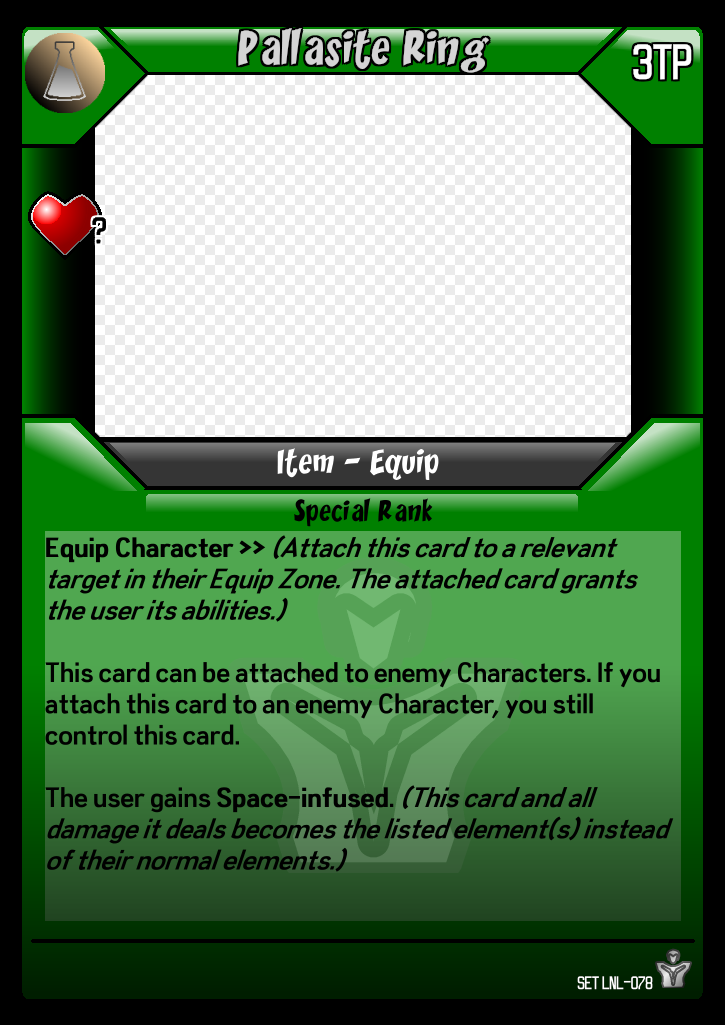 Pallasite Ring
3TP
?
Item - Equip
Special Rank
Equip Character >> (Attach this card to a relevant
target in their Equip Zone. The attached card grants
the user its abilities.)
This card can be attached to enemy Characters. If you
attach this card to an enemy Character, you still
control this card.
The user gains Space-infused. (This card and all
damage it deals becomes the listed element(s) instead
of their normal elements.)
SET LNL-078